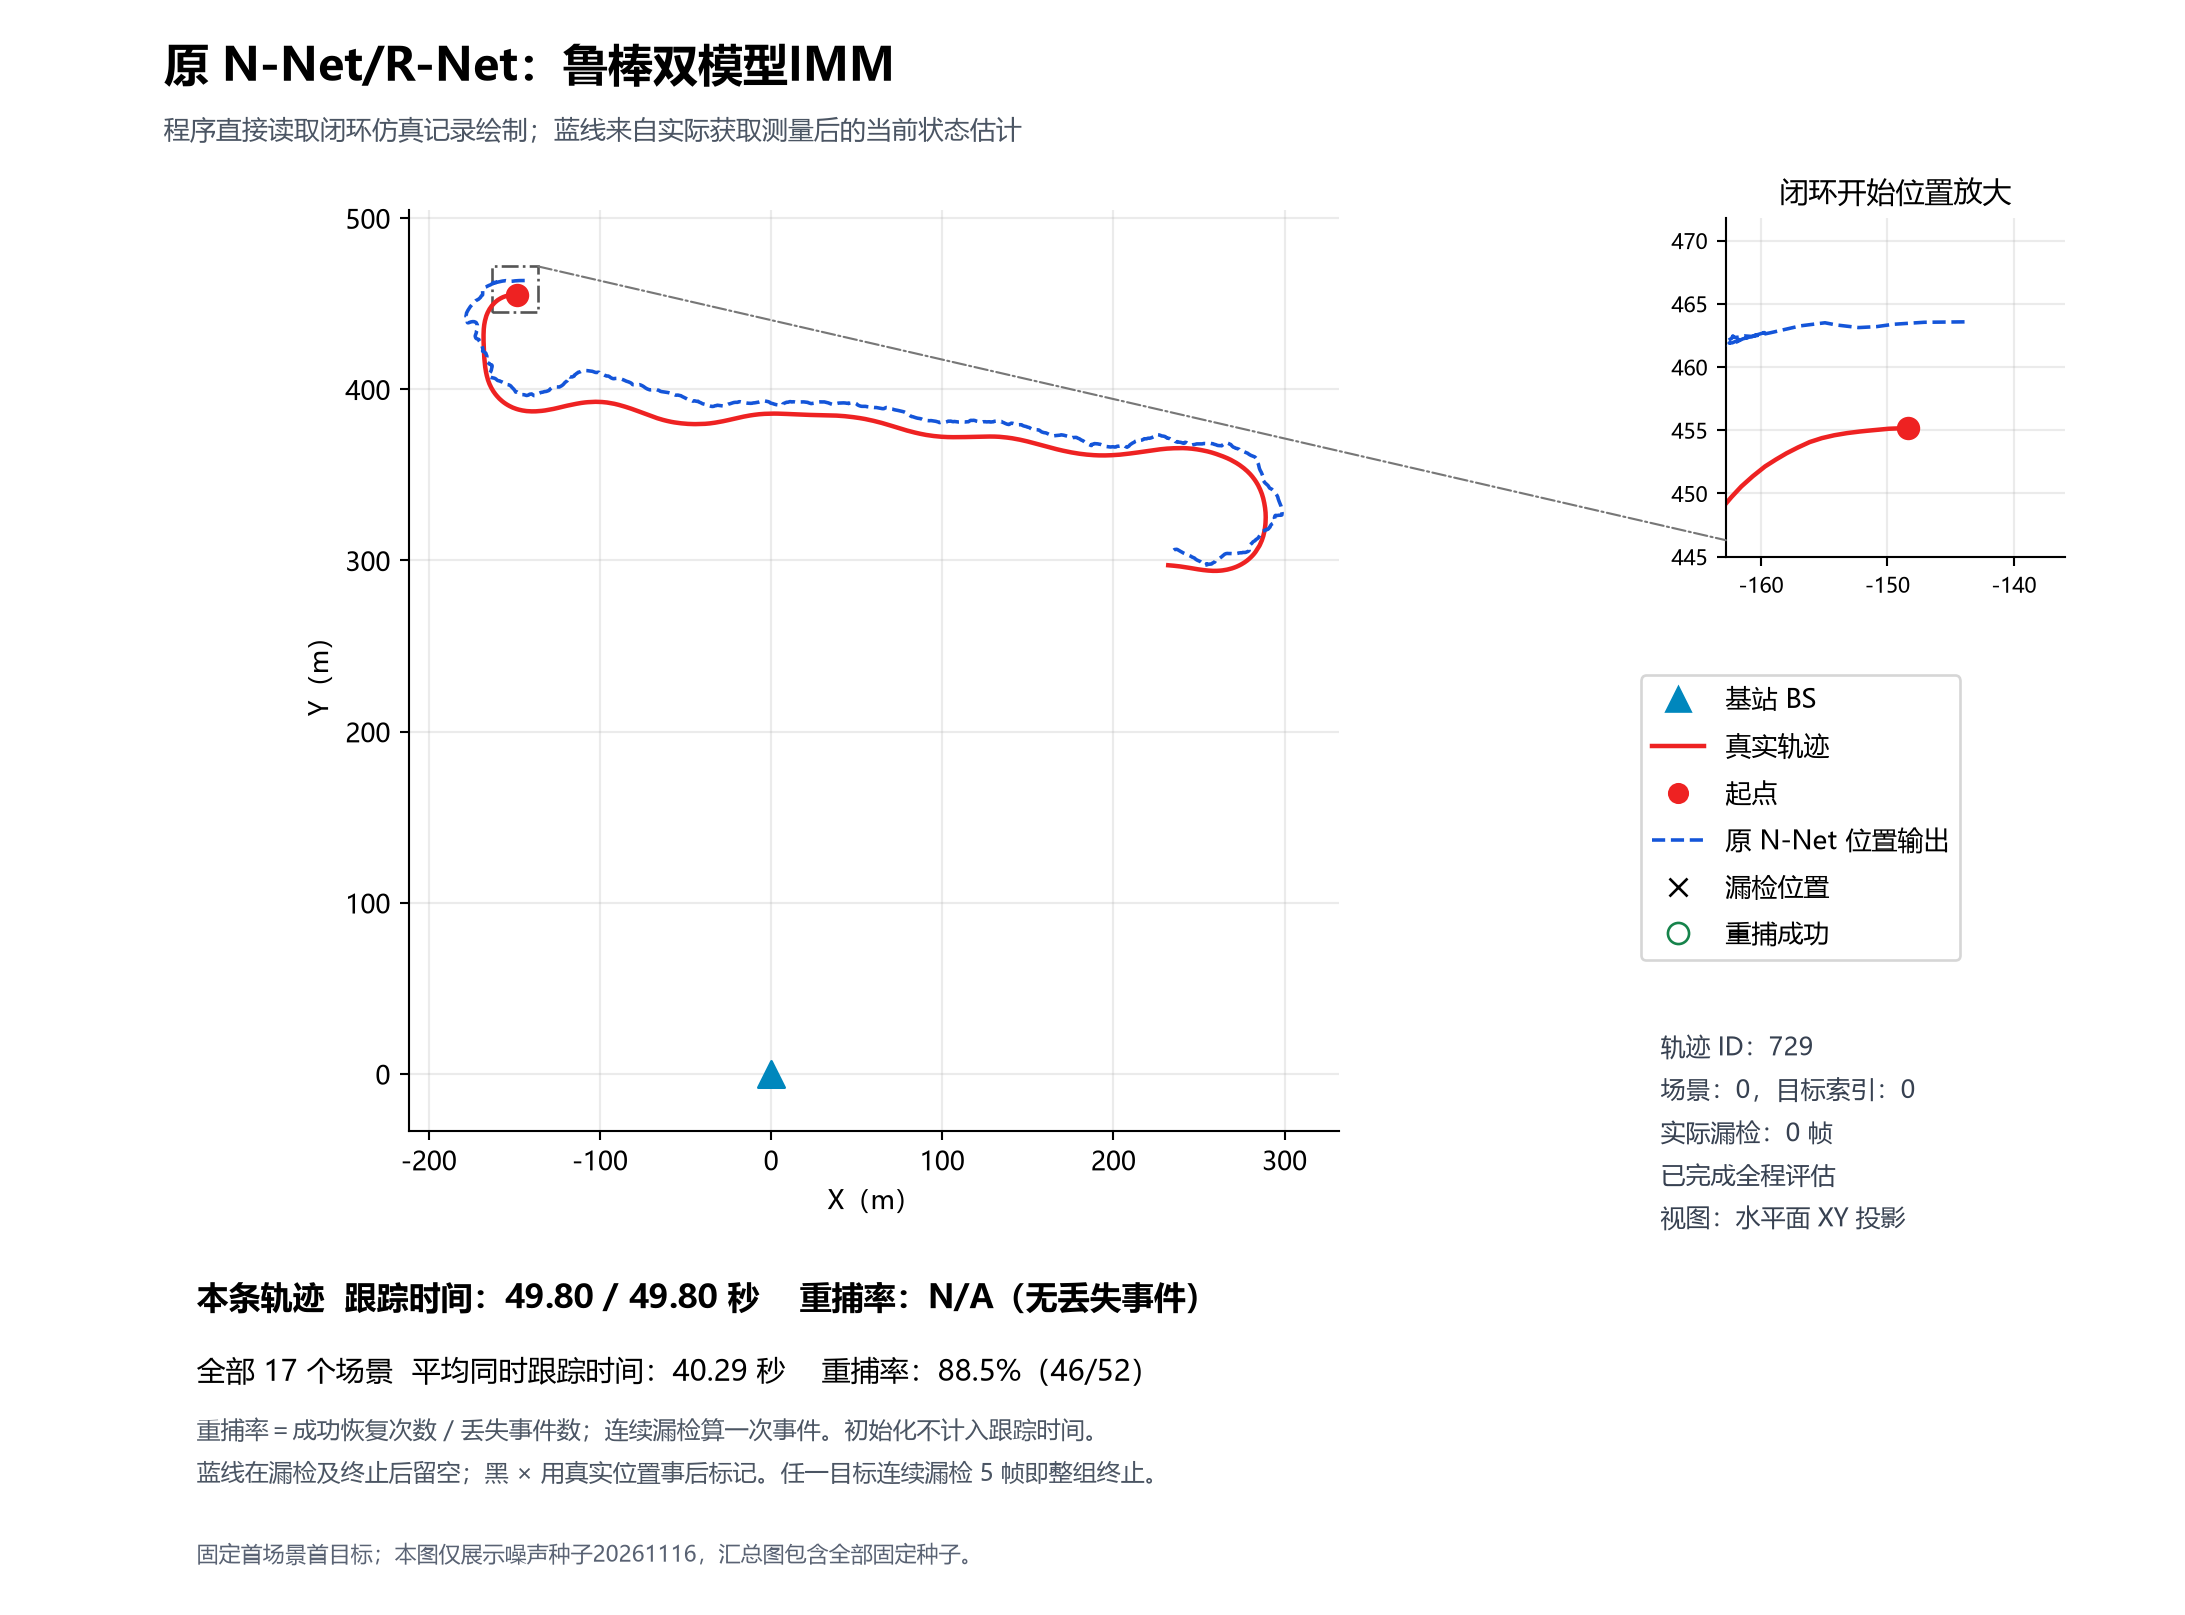 原 N-Net/R-Net：鲁棒双模型IMM
程序直接读取闭环仿真记录绘制；蓝线来自实际获取测量后的当前状态估计
闭环开始位置放大
500
400
300
200
100
0
Y（m）
-200
-100
0
100
200
300
X（m）
470
465
460
455
450
445
-160
-150
-140
基站 BS
真实轨迹
起点
原 N-Net 位置输出
漏检位置
重捕成功
轨迹 ID：729
场景：0，目标索引：0
实际漏检：0 帧
已完成全程评估
视图：水平面 XY 投影
本条轨迹 跟踪时间：49.80 / 49.80 秒 重捕率：N/A（无丢失事件）
全部 17 个场景 平均同时跟踪时间：40.29 秒 重捕率：88.5%（46/52）
重捕率 = 成功恢复次数 / 丢失事件数；连续漏检算一次事件。初始化不计入跟踪时间。
蓝线在漏检及终止后留空；黑 × 用真实位置事后标记。任一目标连续漏检 5 帧即整组终止。
固定首场景首目标；本图仅展示噪声种子20261116，汇总图包含全部固定种子。